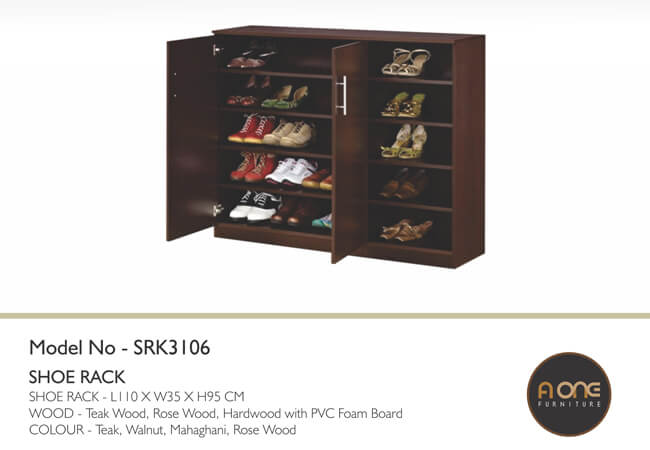 Model No - SRK3106
SHOE RACK
SHOE RACK - L110 X W35 X H95 CM
WOOD - Teak Wood, Rose Wood, Hardwood with PVC Foam Board
COLOUR - Teak, Walnut, Mahaghani, Rose Wood
A ONE
FURNITURE